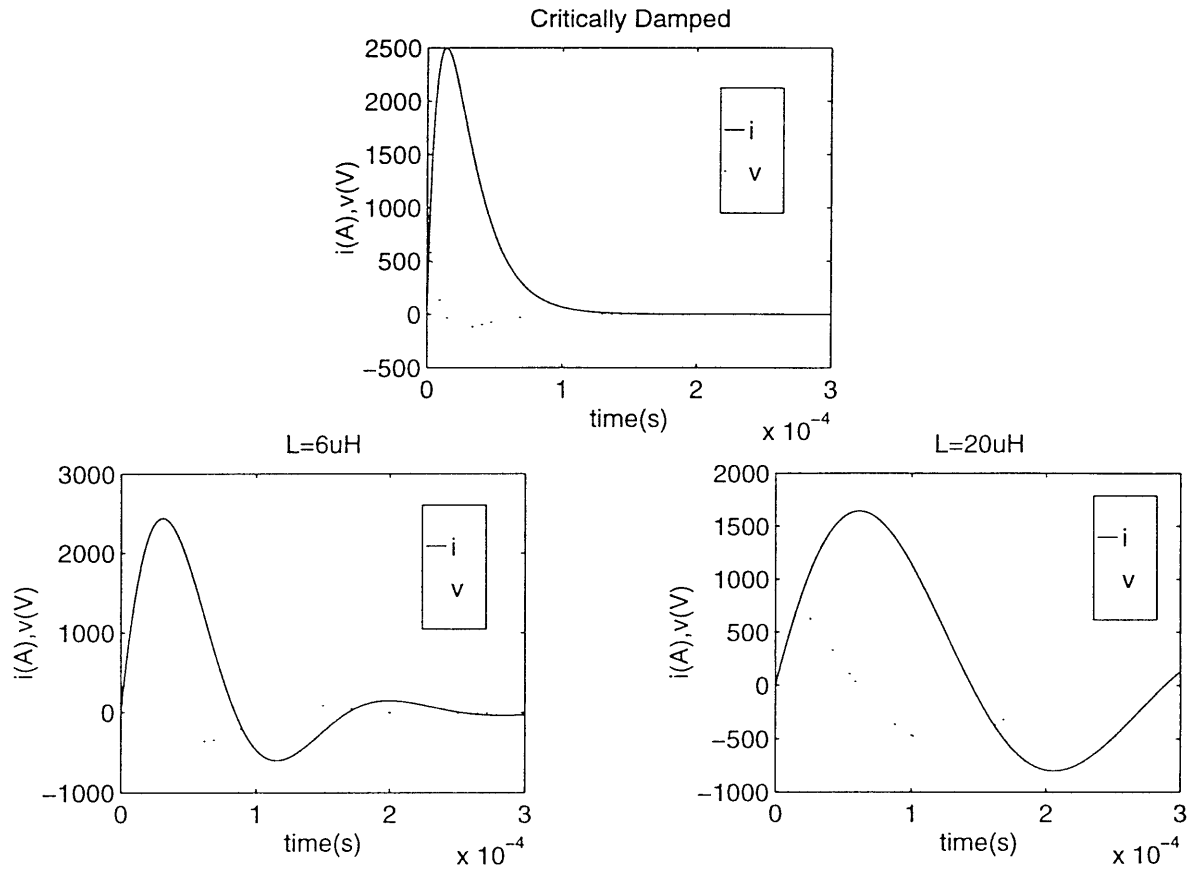 Critically Damped
2500
2000
1500
1000
500
0
−500
i(A),v(V)
i
v
0
1
2
3
time(s)
x 10−4
L=6uH
3000
2000
1000
0
−1000
i(A),v(V)
i
v
0
1
2
3
time(s)
x 10−4
L=20uH
2000
1500
1000
500
0
−500
−1000
i(A),v(V)
i
v
0
1
2
3
time(s)
x 10−4